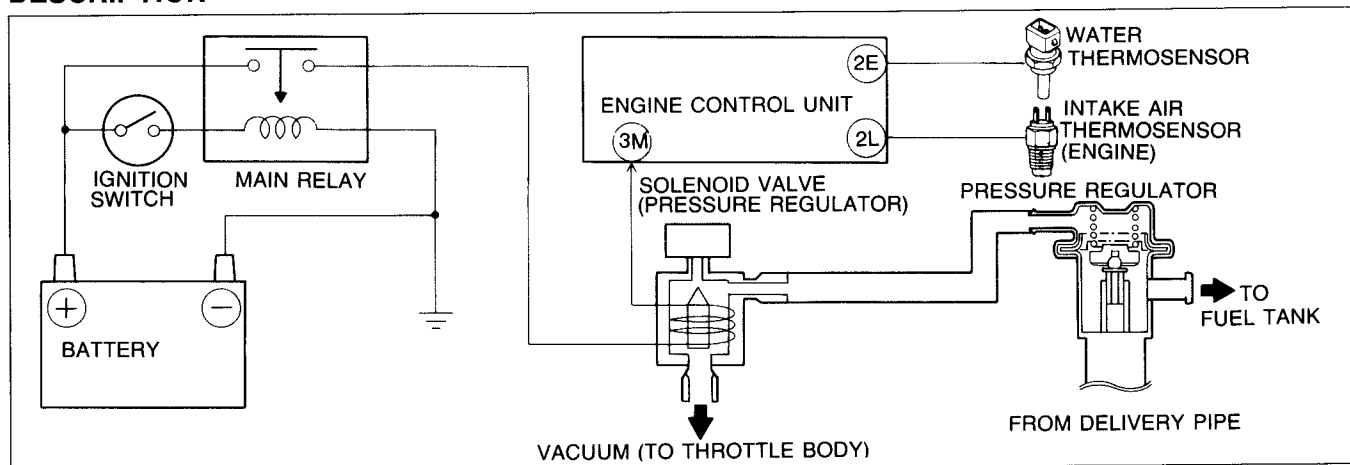 DESCRIPTION
WATER
THERMOSENSOR
2E
ENGINE CONTROL UNIT
INTAKE AIR
THERMOSENSOR
(ENGINE)
3M
2L
IGNITION
SWITCH
MAIN RELAY
SOLENOID VALVE
(PRESSURE REGULATOR)
PRESSURE REGULATOR
+
−
BATTERY
TO
FUEL TANK
FROM DELIVERY PIPE
VACUUM (TO THROTTLE BODY)